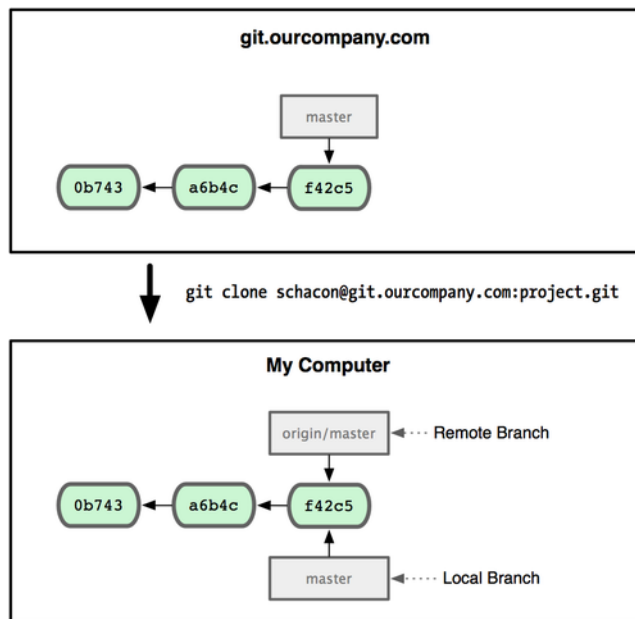 git.ourcompany.com
master
0b743 a6b4c f42c5
git clone schacon@git.ourcompany.com:project.git
My Computer
origin/master Remote Branch
0b743 a6b4c f42c5
master Local Branch